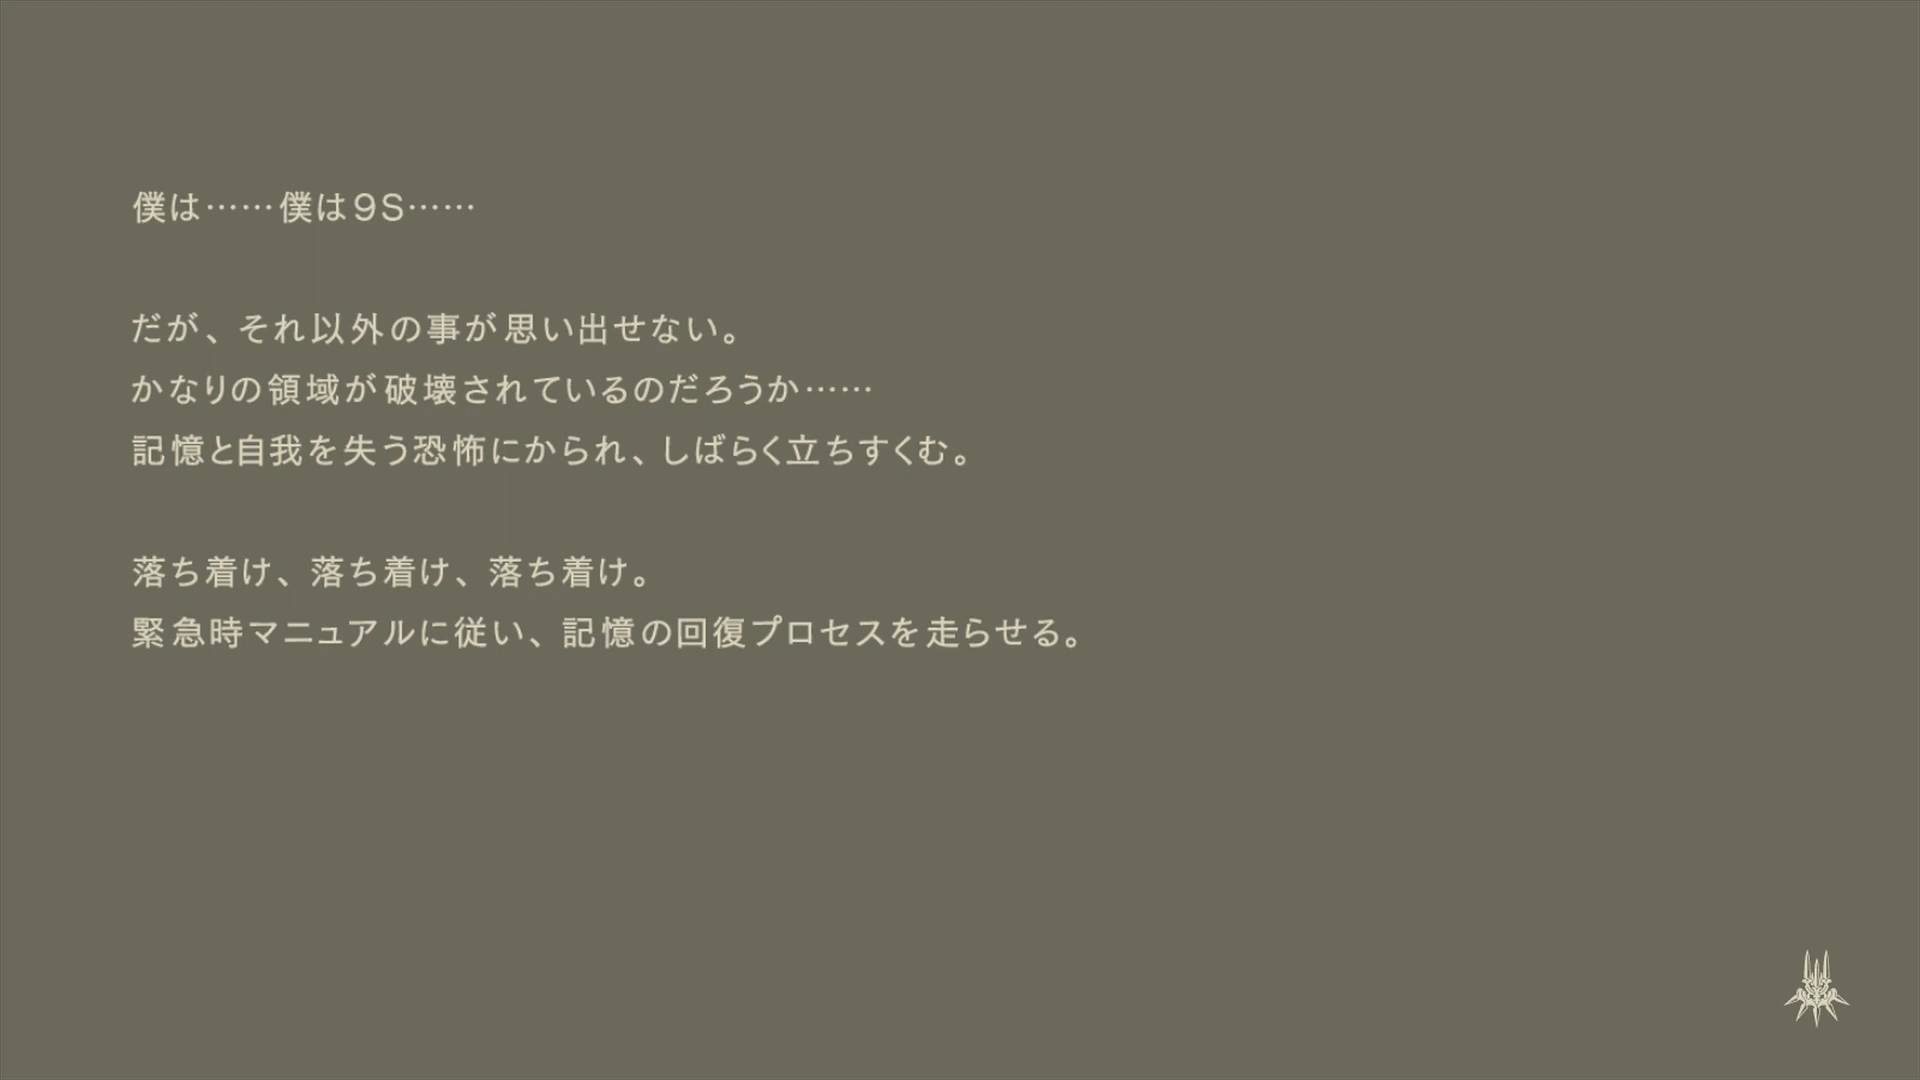 僕は……僕は９Ｓ……
だが、それ以外の事が思い出せない。
かなりの領域が破壊されているのだろうか……
記憶と自我を失う恐怖にかられ、しばらく立ちすくむ。
落ち着け、落ち着け、落ち着け。
緊急時マニュアルに従い、記憶の回復プロセスを走らせる。